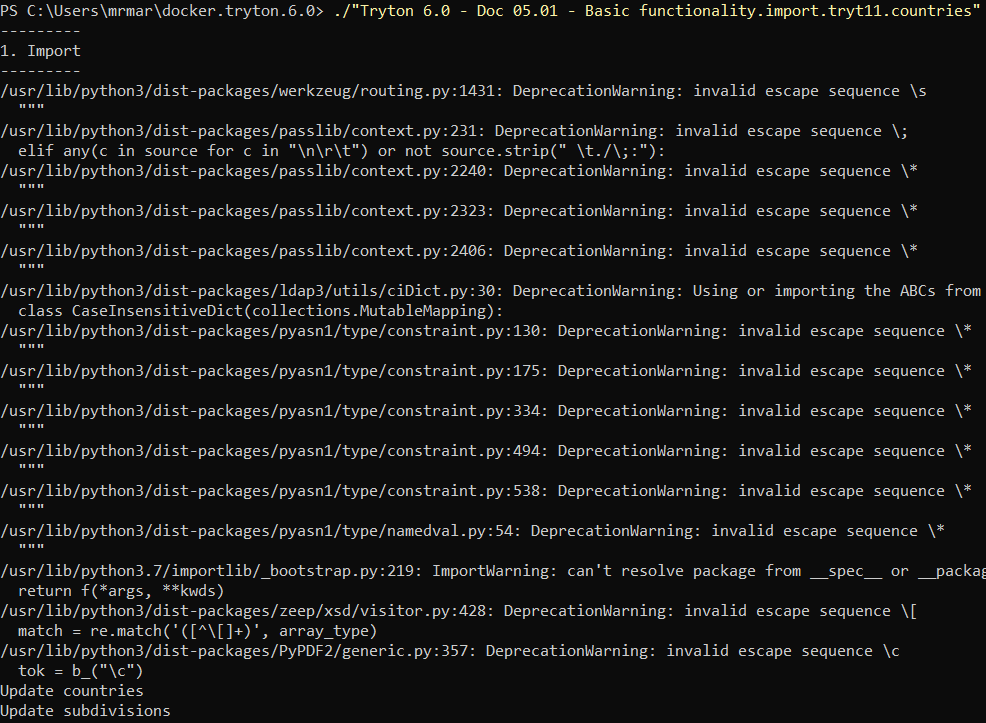 PS C:\Users\mrmar\docker.tryton.6.0> ./"Tryton 6.0 - Doc 05.01 - Basic functionality.import.tryt11.countries"
---------
1. Import
---------
/usr/lib/python3/dist-packages/werkzeug/routing.py:1431: DeprecationWarning: invalid escape sequence \s
  """
/usr/lib/python3/dist-packages/passlib/context.py:231: DeprecationWarning: invalid escape sequence \;
  elif any(c in source for c in "\n\r\t") or not source.strip(" \t./\;:"):
/usr/lib/python3/dist-packages/passlib/context.py:2240: DeprecationWarning: invalid escape sequence \*
  """
/usr/lib/python3/dist-packages/passlib/context.py:2323: DeprecationWarning: invalid escape sequence \*
  """
/usr/lib/python3/dist-packages/passlib/context.py:2406: DeprecationWarning: invalid escape sequence \*
  """
/usr/lib/python3/dist-packages/ldap3/utils/ciDict.py:30: DeprecationWarning: Using or importing the ABCs from
  class CaseInsensitiveDict(collections.MutableMapping):
/usr/lib/python3/dist-packages/pyasn1/type/constraint.py:130: DeprecationWarning: invalid escape sequence \*
  """
/usr/lib/python3/dist-packages/pyasn1/type/constraint.py:175: DeprecationWarning: invalid escape sequence \*
  """
/usr/lib/python3/dist-packages/pyasn1/type/constraint.py:334: DeprecationWarning: invalid escape sequence \*
  """
/usr/lib/python3/dist-packages/pyasn1/type/constraint.py:494: DeprecationWarning: invalid escape sequence \*
  """
/usr/lib/python3/dist-packages/pyasn1/type/constraint.py:538: DeprecationWarning: invalid escape sequence \*
  """
/usr/lib/python3/dist-packages/pyasn1/type/namedval.py:54: DeprecationWarning: invalid escape sequence \*
  """
/usr/lib/python3.7/importlib/_bootstrap.py:219: ImportWarning: can't resolve package from __spec__ or __packag
  return f(*args, **kwds)
/usr/lib/python3/dist-packages/zeep/xsd/visitor.py:428: DeprecationWarning: invalid escape sequence \[
  match = re.match('([^\[]+)', array_type)
/usr/lib/python3/dist-packages/PyPDF2/generic.py:357: DeprecationWarning: invalid escape sequence \c
  tok = b_("\c")
Update countries
Update subdivisions